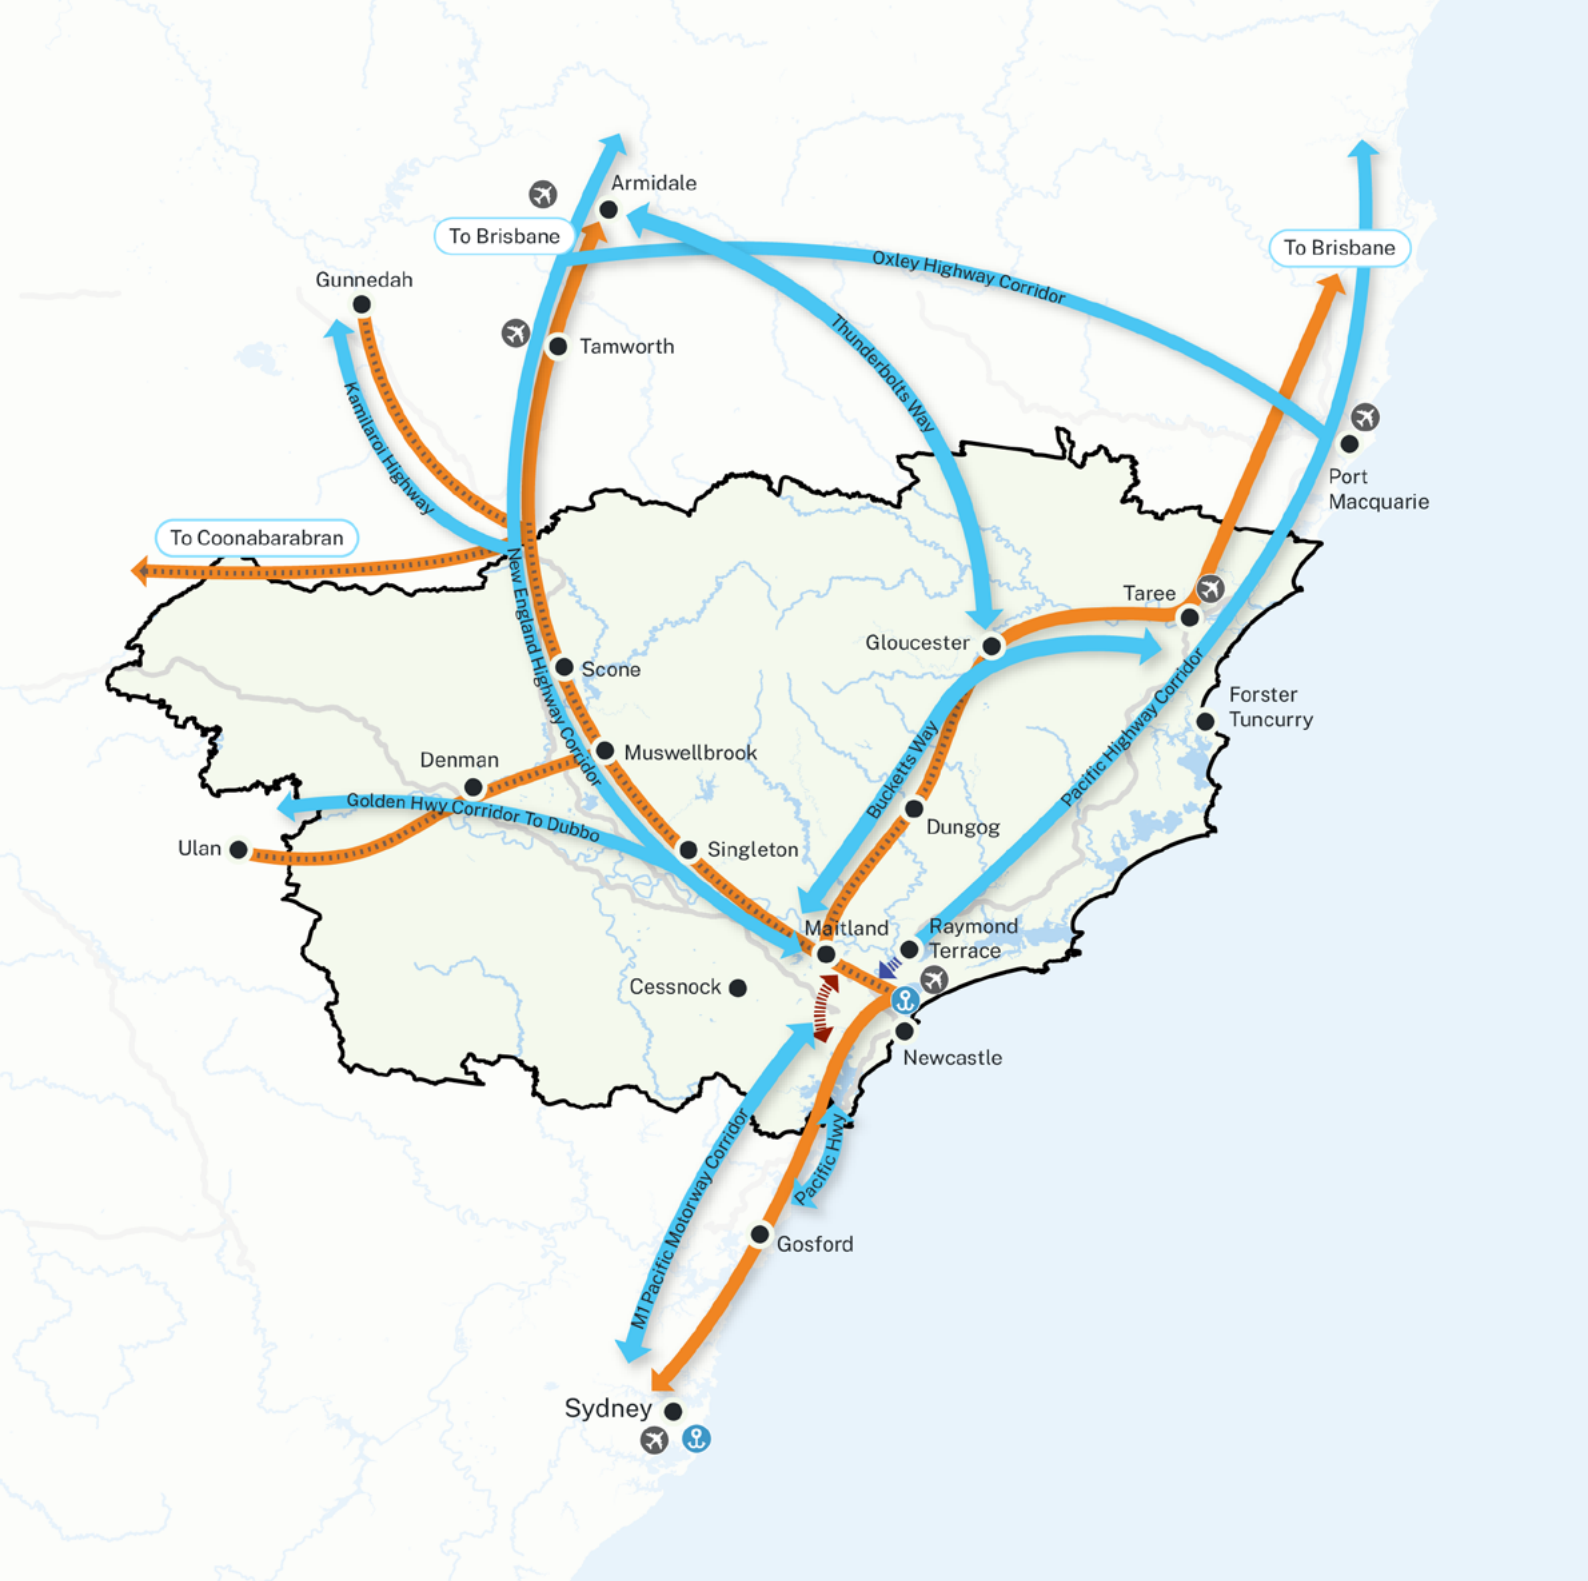 Armidale
To Brisbane
To Brisbane
Oxley Highway Corridor
Gunnedah
Thunderbolts Way
Tamworth
Kamilaroi Highway
Port
Macquarie
To Coonabarabran
New England Highway Corridor
Taree
Gloucester
Scone
Pacific Highway Corridor
Forster
Tuncurry
Muswellbrook
Denman
Bucketts Way
Golden Hwy Corridor To Dubbo
Dungog
Ulan
Singleton
Maitland
Raymond
Terrace
Cessnock
Newcastle
M1 Pacific Motorway Corridor
Pacific Hwy
Gosford
Sydney